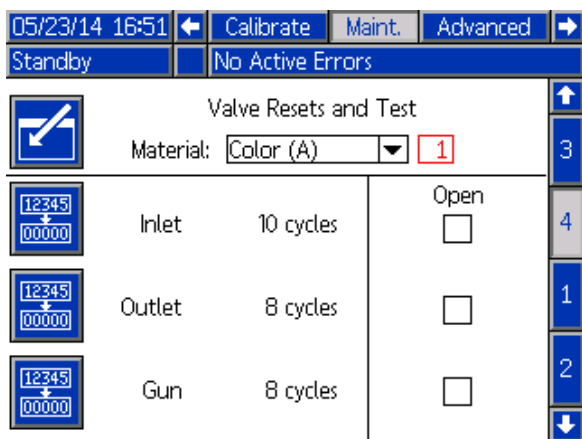 05/23/14 16:51 Calibrate Maint. Advanced
Standby No Active Errors
Valve Resets and Test
Material: Color (A) 1
3
Open
12345
00000
Inlet 10 cycles
4
12345
00000
Outlet 8 cycles
1
12345
00000
Gun 8 cycles
2